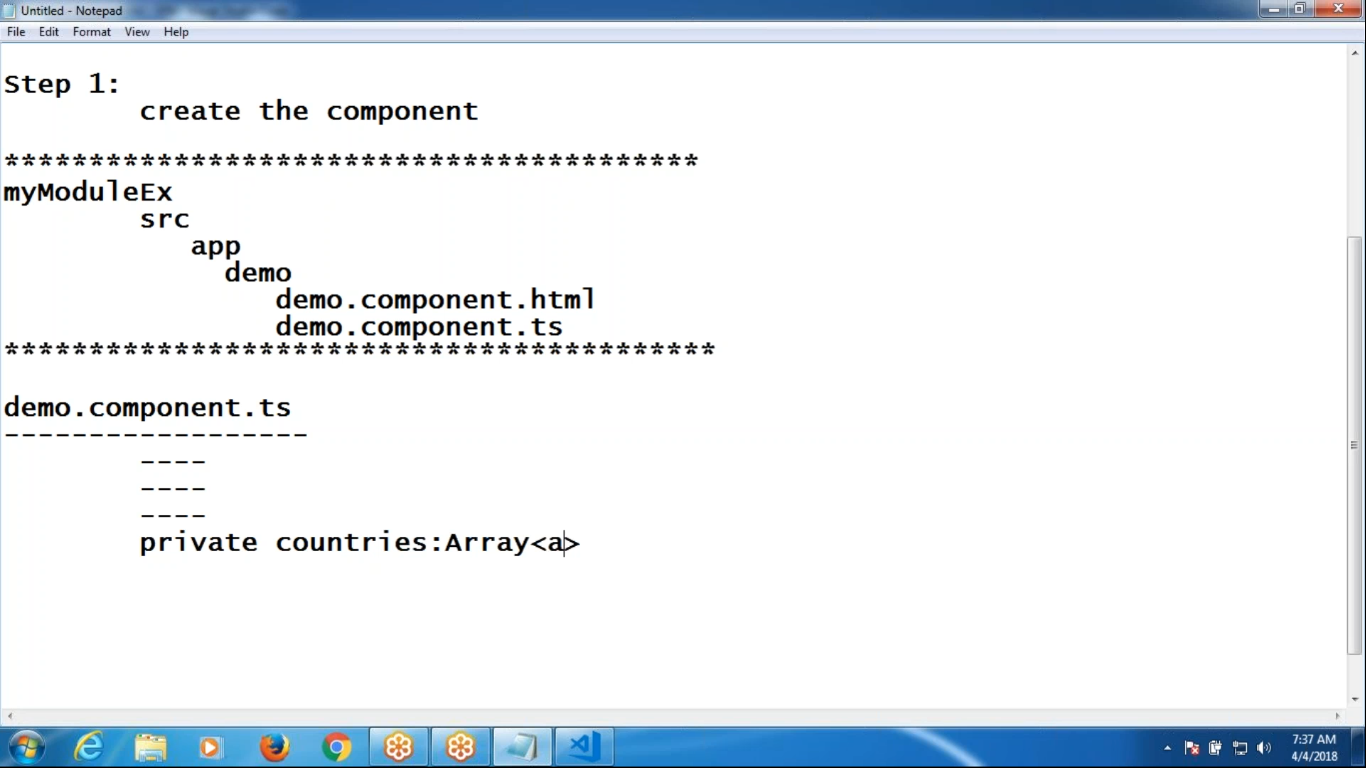 Untitled - Notepad
File Edit Format View Help
Step 1:
create the component
*****************************************
myModuleEx
src
app
demo
demo.component.html
demo.component.ts
******************************************
demo.component.ts
------------------
----
----
----
private countries:Array<a>
7:37 AM
4/4/2018